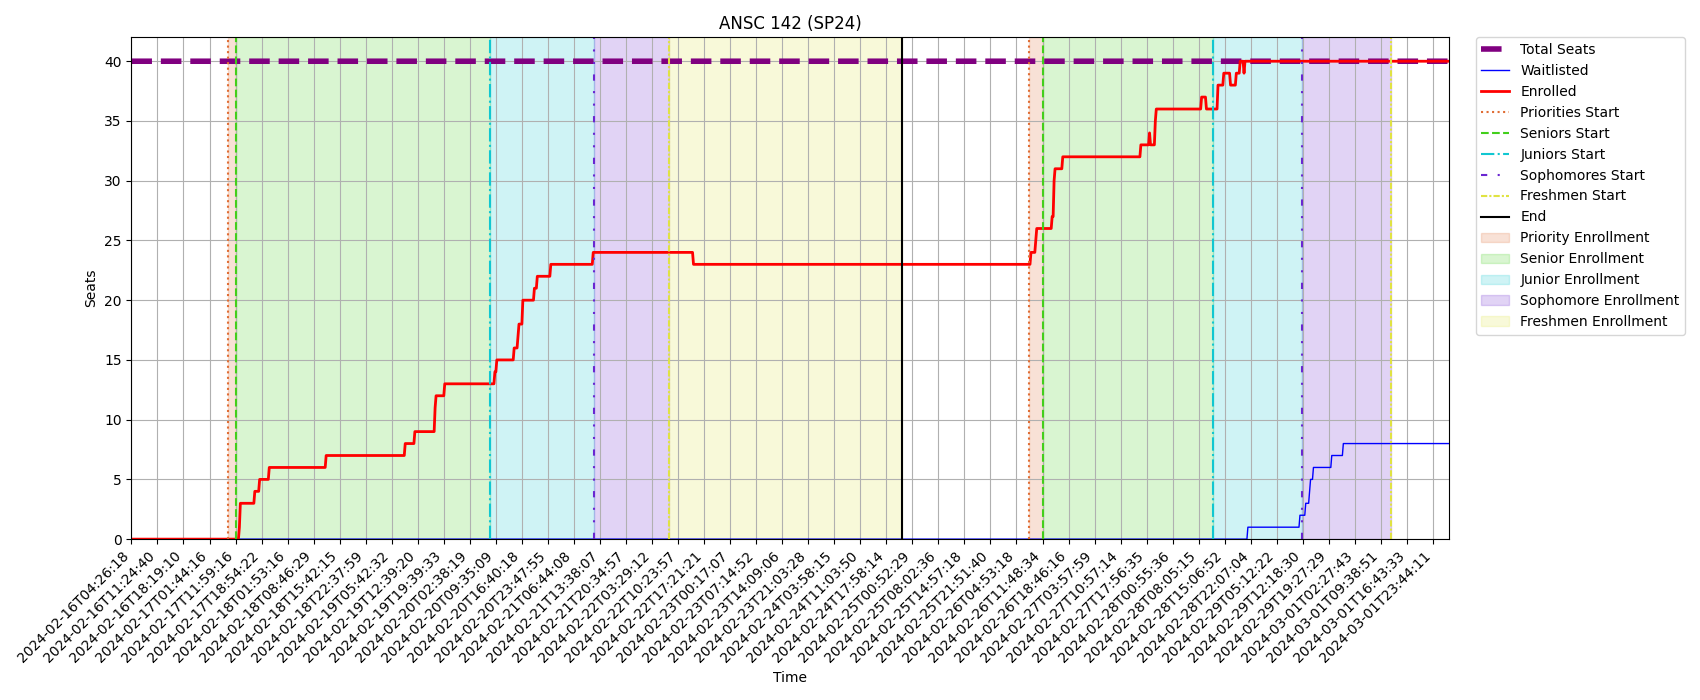 ANSC 142 (SP24)
Seats
40
35
30
25
20
15
10
5
0
2024-02-16T04:26:18
2024-02-16T11:24:40
2024-02-16T18:19:10
2024-02-17T01:44:16
2024-02-17T11:59:16
2024-02-17T18:54:22
2024-02-18T01:53:16
2024-02-18T08:46:29
2024-02-18T15:42:15
2024-02-18T22:37:59
2024-02-19T05:42:32
2024-02-19T12:39:20
2024-02-19T19:39:33
2024-02-20T02:38:19
2024-02-20T09:35:09
2024-02-20T16:40:18
2024-02-20T23:47:55
2024-02-21T06:44:08
2024-02-21T13:38:07
2024-02-21T20:34:57
2024-02-22T03:29:12
2024-02-22T10:23:57
2024-02-22T17:21:21
2024-02-23T00:17:07
2024-02-23T07:14:52
2024-02-23T14:09:06
2024-02-23T21:03:28
2024-02-24T03:58:15
2024-02-24T11:03:50
2024-02-24T17:58:14
2024-02-25T00:52:29
2024-02-25T08:02:36
2024-02-25T14:57:18
2024-02-25T21:51:40
2024-02-26T04:53:18
2024-02-26T11:48:34
2024-02-26T18:46:16
2024-02-27T03:57:59
2024-02-27T10:57:14
2024-02-27T17:56:35
2024-02-28T00:55:36
2024-02-28T08:05:15
2024-02-28T15:06:52
2024-02-28T22:07:04
2024-02-29T05:12:22
2024-02-29T12:18:30
2024-02-29T19:27:29
2024-03-01T02:27:43
2024-03-01T09:38:51
2024-03-01T16:43:33
2024-03-01T23:44:11
Time
Total Seats
Waitlisted
Enrolled
Priorities Start
Seniors Start
Juniors Start
Sophomores Start
Freshmen Start
End
Priority Enrollment
Senior Enrollment
Junior Enrollment
Sophomore Enrollment
Freshmen Enrollment